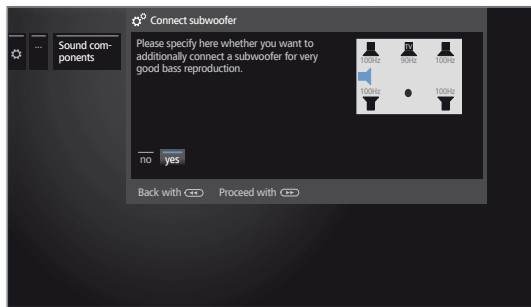 Connect subwoofer
...
Sound com-
ponents
Please specify here whether you want to
additionally connect a subwoofer for very
good bass reproduction.
TV
100Hz 90Hz 100Hz
100Hz 100Hz
no yes
Back with Proceed with